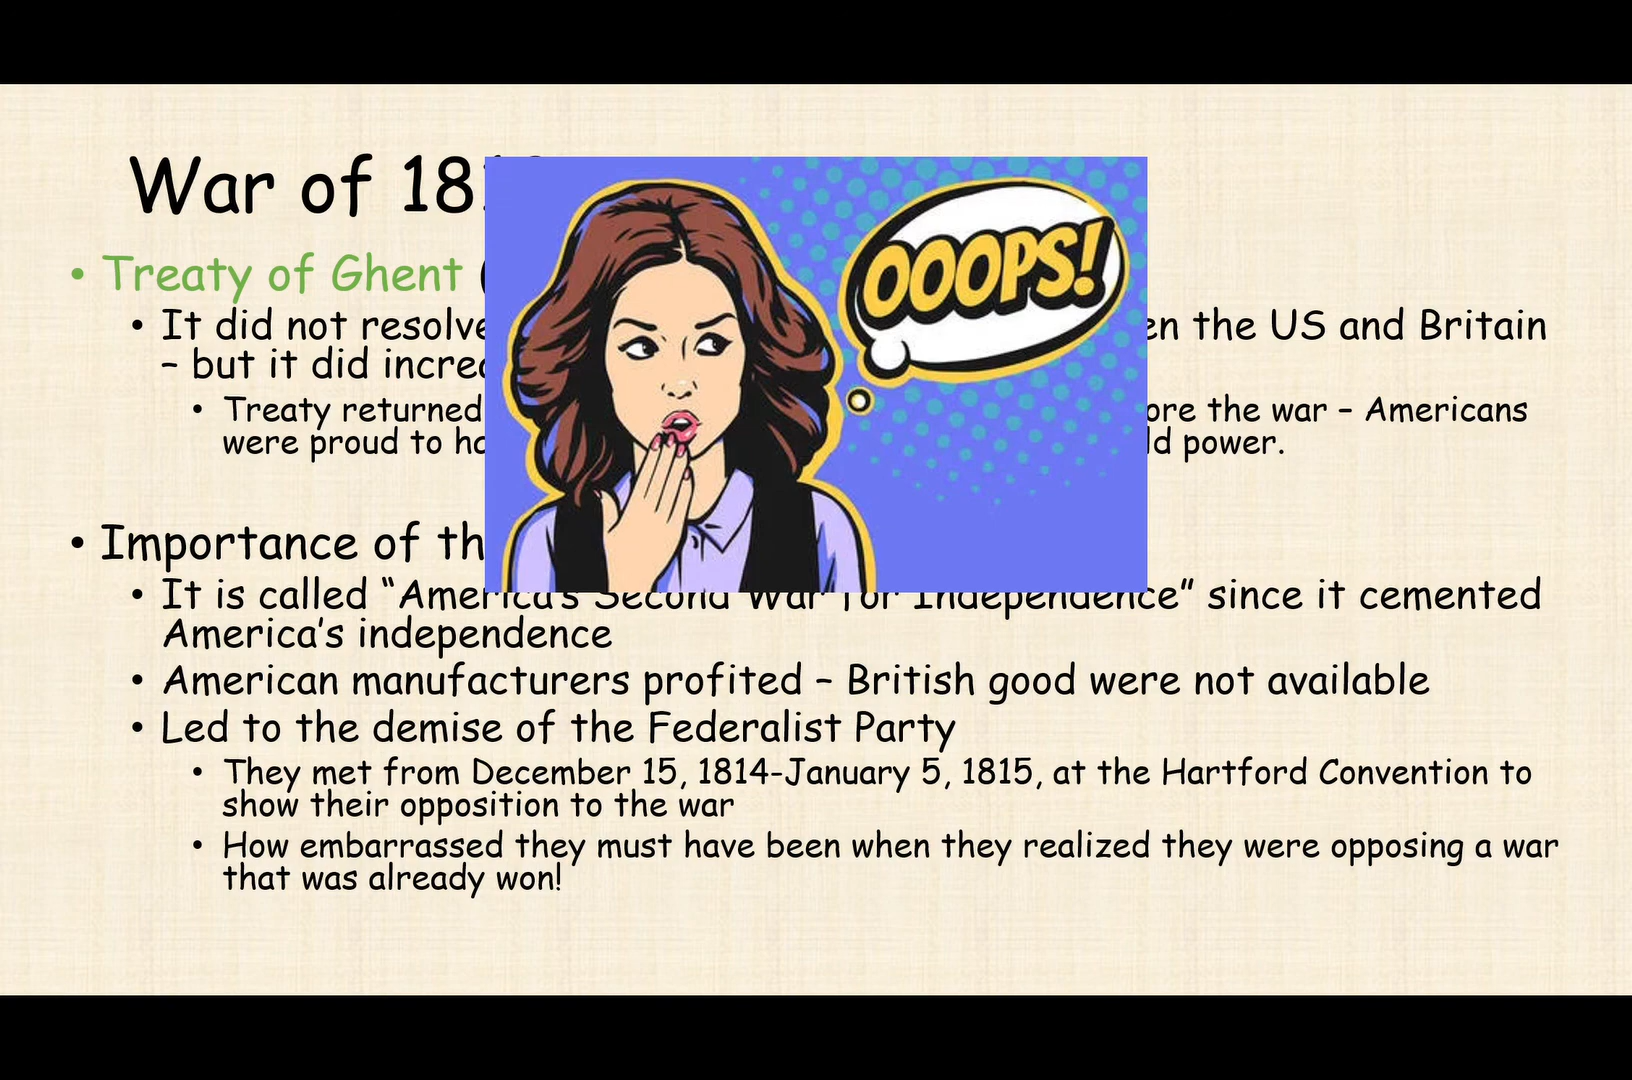 War of 181
OOOPS!
• Treaty of Ghent (
• It did not resolve en the US and Britain
– but it did increa
• Treaty returned ore the war – Americans
were proud to ha ld power.
• Importance of th
• It is called “America’s Second War for Independence” since it cemented
America’s independence
• American manufacturers profited – British good were not available
• Led to the demise of the Federalist Party
• They met from December 15, 1814-January 5, 1815, at the Hartford Convention to
show their opposition to the war
• How embarrassed they must have been when they realized they were opposing a war
that was already won!